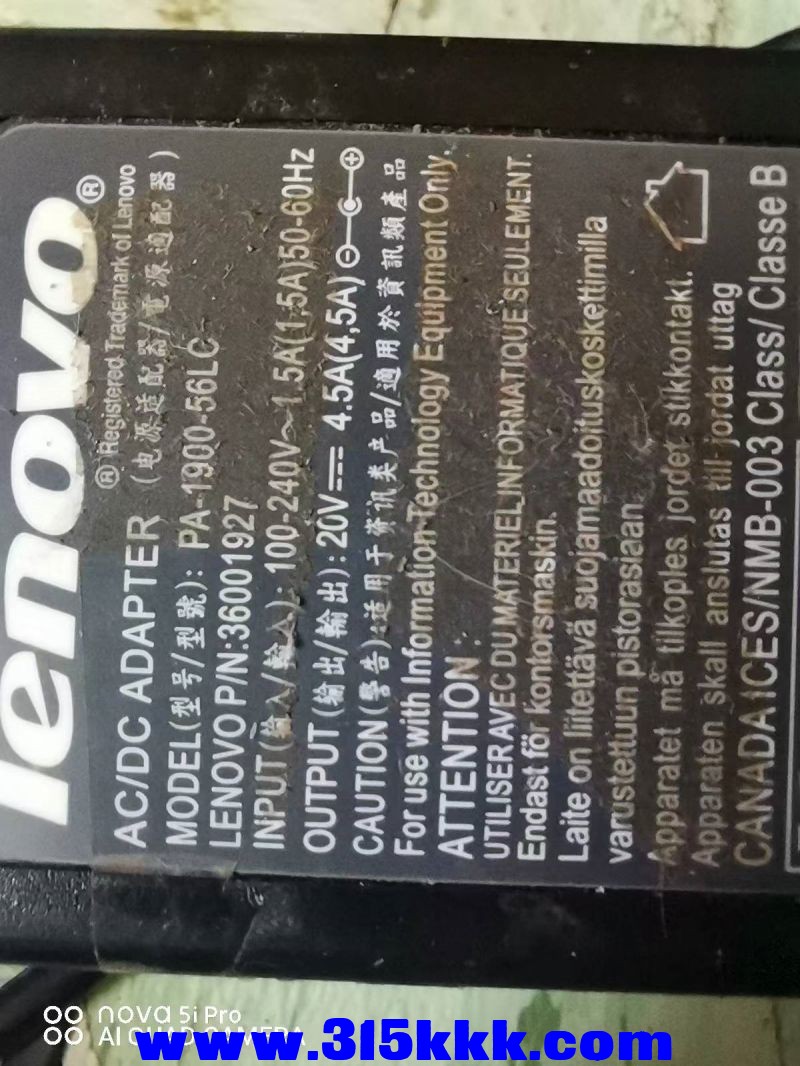 lenovo®
® Registered Trademark of Lenovo
AC/DC ADAPTER (电源适配器/電源適配器)
MODEL(型号/型號): PA-1900-56LC
LENOVO P/N:36001927
INPUT(输入/輸入): 100-240V~1.5A(1,5A)50-60Hz
OUTPUT (输出/輸出): 20V⎓ 4.5A(4,5A)
CAUTION(警告):适用于资讯类产品/適用於資訊類產品
For use with Information Technology Equipment Only.
ATTENTION :
UTILISER AVEC DU MATERIEL INFORMATIQUE SEULEMENT.
Endast för kontorsmaskin.
Laite on liitettävä suojamaadoituskoskettimilla
varustettuun pistorasiaan.
Apparatet må tilkoples jordet stikkontakt.
Apparaten skall anslutas till jordat uttag
CANADA ICES/NMB-003 Class/ Classe B
nova 5i Pro
AI QUAD CAMERA
www.315kkk.com